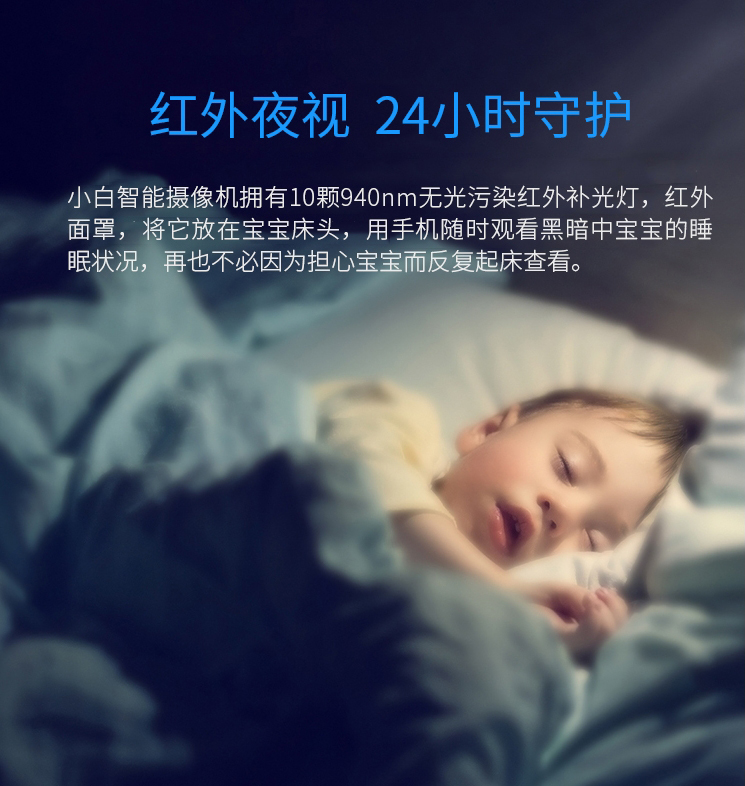 红外夜视 24小时守护
小白智能摄像机拥有10颗940nm无光污染红外补光灯，红外
面罩，将它放在宝宝床头，用手机随时观看黑暗中宝宝的睡
眠状况，再也不必因为担心宝宝而反复起床查看。